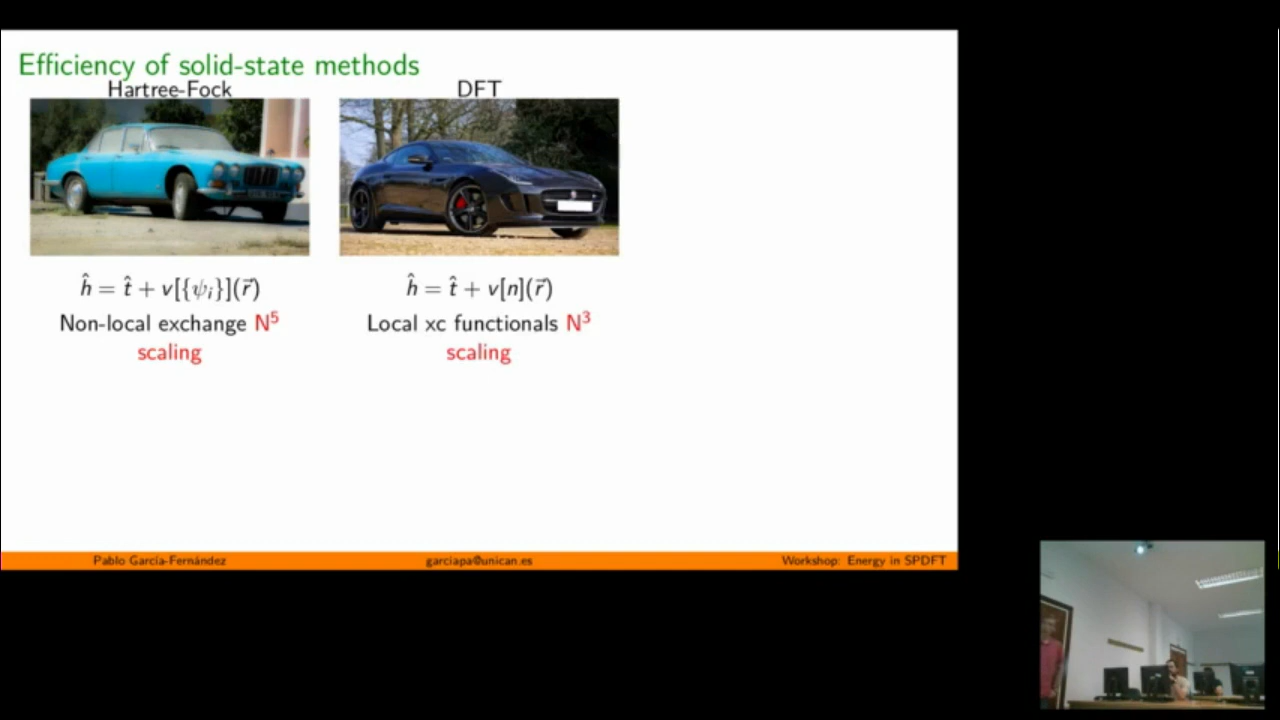 Efficiency of solid-state methods
Hartree-Fock
DFT
ĥ = t̂ + v[{ψᵢ}](r⃗)
ĥ = t̂ + v[n](r⃗)
Non-local exchange N⁵
scaling
Local xc functionals N³
scaling
Pablo García-Fernández
garciapa@unican.es
Workshop: Energy in SPDFT